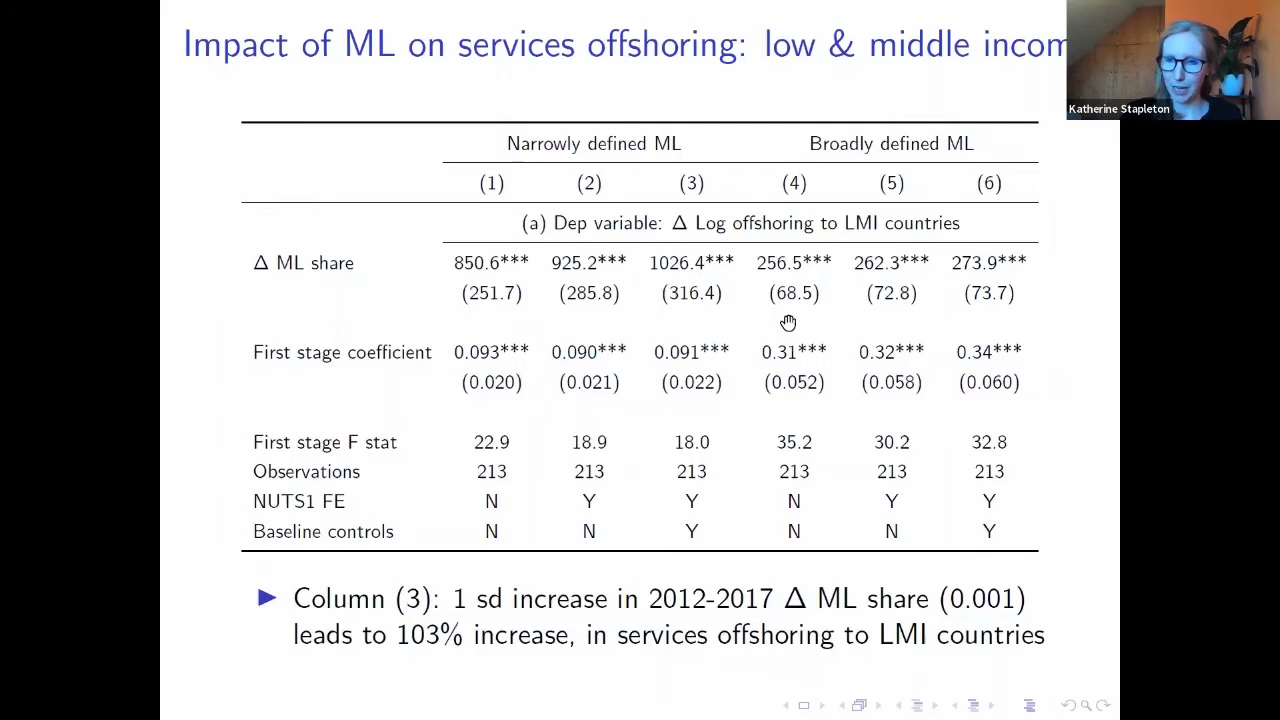 Impact of ML on services offshoring: low & middle incom
Katherine Stapleton
Narrowly defined ML Broadly defined ML
(1) (2) (3) (4) (5) (6)
(a) Dep variable: Δ Log offshoring to LMI countries
Δ ML share 850.6*** 925.2*** 1026.4*** 256.5*** 262.3*** 273.9***
(251.7) (285.8) (316.4) (68.5) (72.8) (73.7)
First stage coefficient 0.093*** 0.090*** 0.091*** 0.31*** 0.32*** 0.34***
(0.020) (0.021) (0.022) (0.052) (0.058) (0.060)
First stage F stat 22.9 18.9 18.0 35.2 30.2 32.8
Observations 213 213 213 213 213 213
NUTS1 FE N Y Y N Y Y
Baseline controls N N Y N N Y
Column (3): 1 sd increase in 2012-2017 Δ ML share (0.001)
leads to 103% increase, in services offshoring to LMI countries